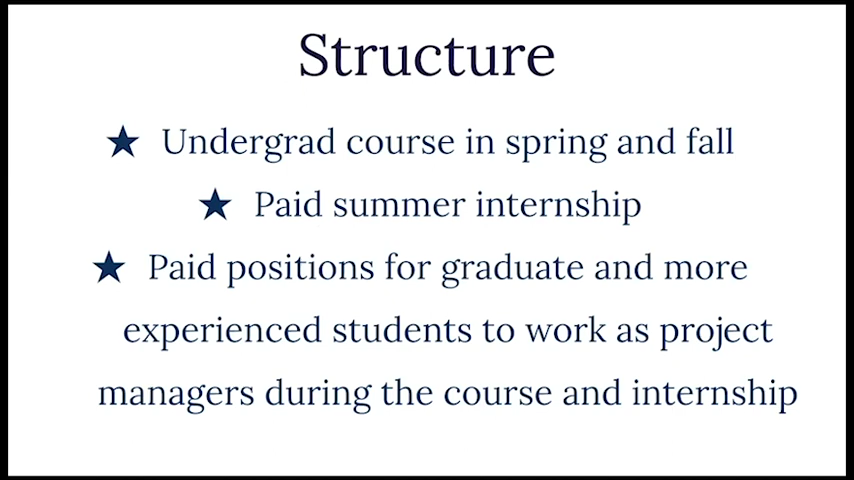 Structure
★ Undergrad course in spring and fall
★ Paid summer internship
★ Paid positions for graduate and more
experienced students to work as project
managers during the course and internship